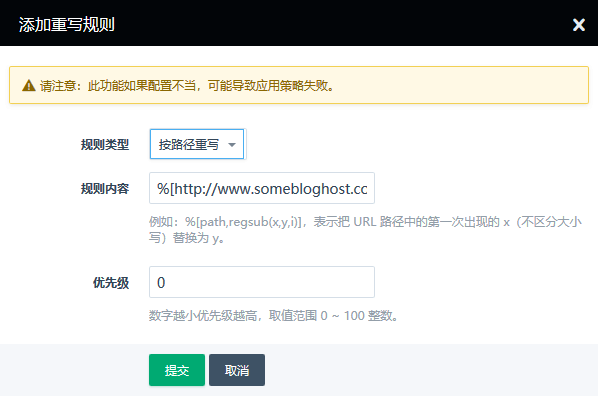 添加重写规则
请注意：此功能如果配置不当，可能导致应用策略失败。
规则类型 按路径重写
规则内容 %[http://www.somebloghost.cc
例如：%[path,regsub(x,y,i)]，表示把 URL 路径中的第一次出现的 x（不区分大小
写）替换为 y。
优先级 0
数字越小优先级越高，取值范围 0 ~ 100 整数。
提交 取消